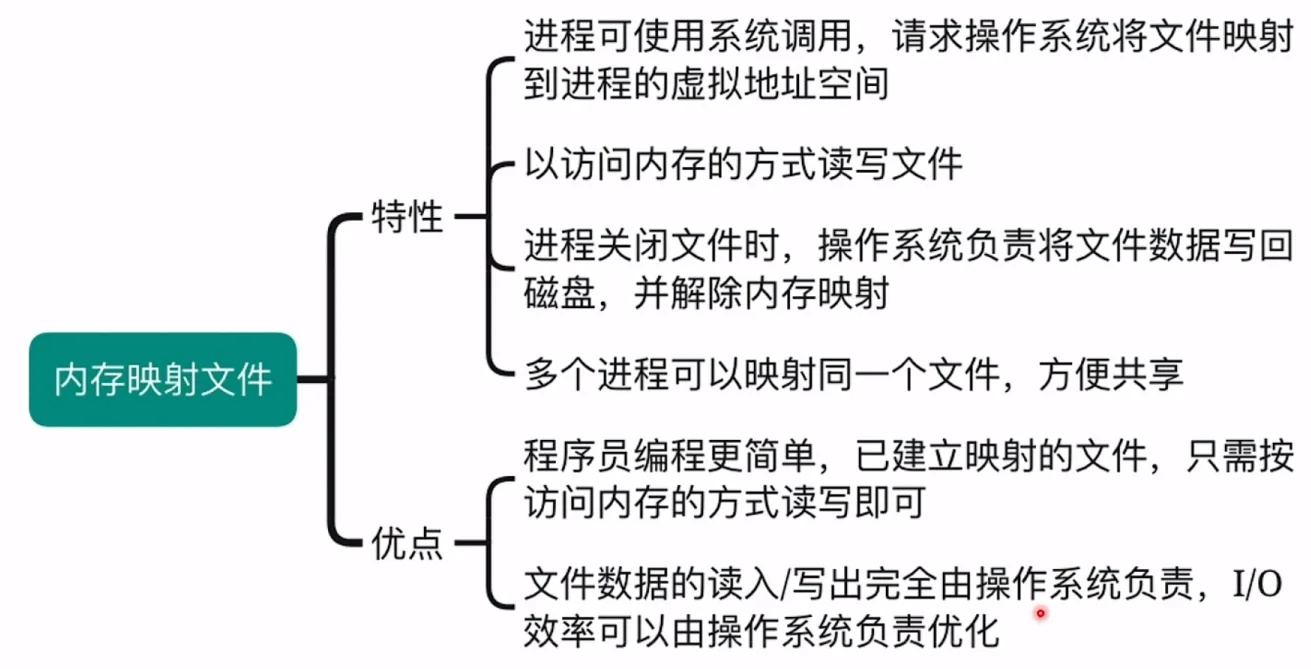 进程可使用系统调用，请求操作系统将文件映射
到进程的虚拟地址空间
以访问内存的方式读写文件
特性
进程关闭文件时，操作系统负责将文件数据写回
磁盘，并解除内存映射
多个进程可以映射同一个文件，方便共享
内存映射文件
程序员编程更简单，已建立映射的文件，只需按
访问内存的方式读写即可
优点
文件数据的读入/写出完全由操作系统负责，I/O
效率可以由操作系统负责优化